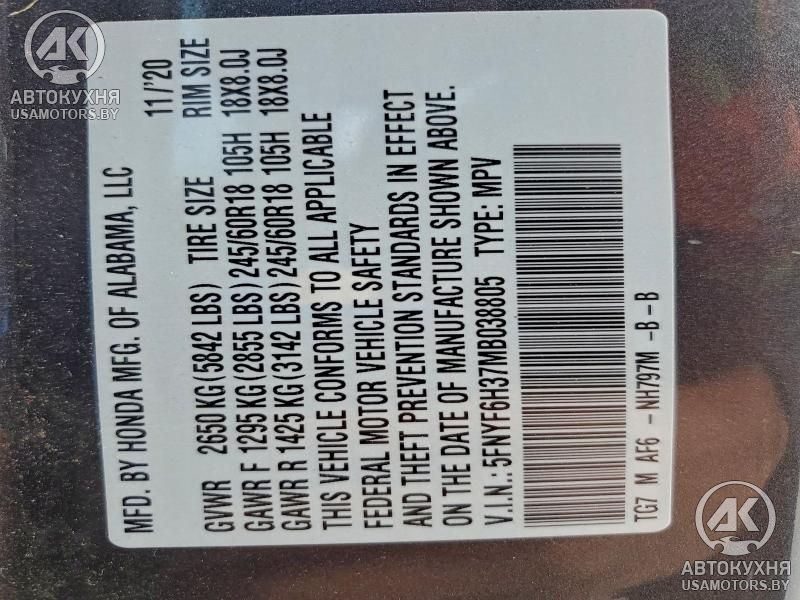 MFD. BY HONDA MFG. OF ALABAMA, LLC 11/'20
GVWR 2650 KG (5842 LBS) TIRE SIZE RIM SIZE
GAWR F 1295 KG (2855 LBS) 245/60R18 105H 18X8.0J
GAWR R 1425 KG (3142 LBS) 245/60R18 105H 18X8.0J
THIS VEHICLE CONFORMS TO ALL APPLICABLE
FEDERAL MOTOR VEHICLE SAFETY
AND THEFT PREVENTION STANDARDS IN EFFECT
ON THE DATE OF MANUFACTURE SHOWN ABOVE.
V.I.N.: 5FNYF6H37MB038805 TYPE: MPV
TG7 M AF6 -NH797M -B-B
АК
АВТОКУХНЯ
USAMOTORS.BY
АК
АВТОКУХНЯ
USAMOTORS.BY